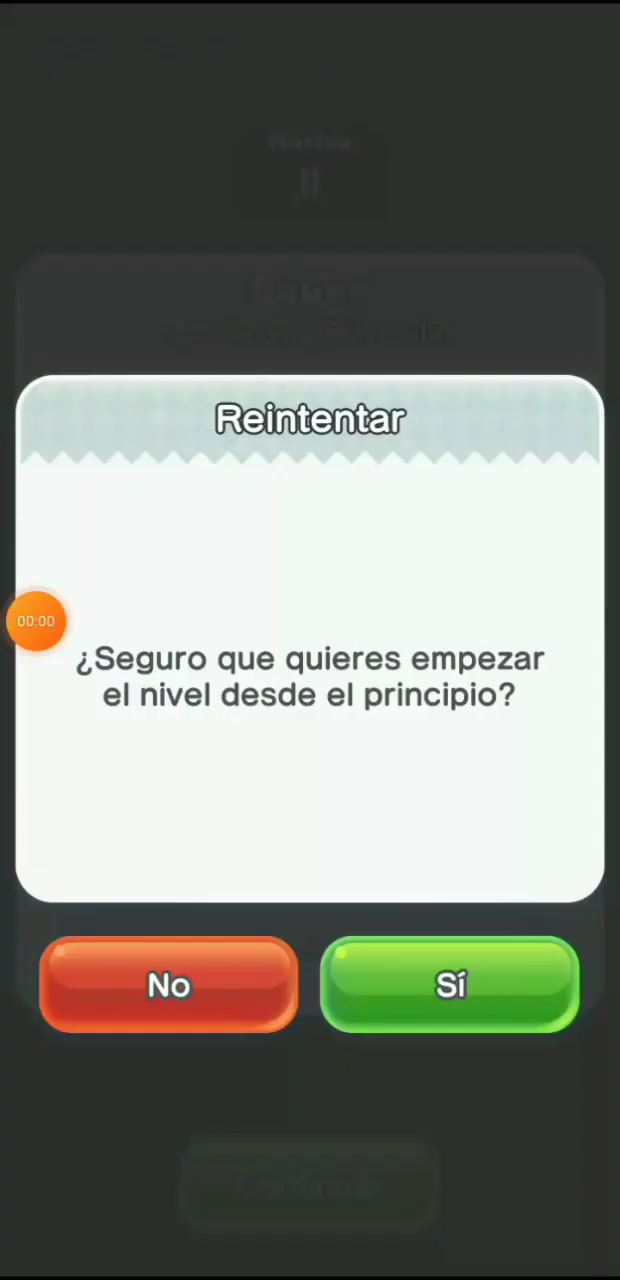 Reintentar
00:00
¿Seguro que quieres empezar
el nivel desde el principio?
No
Sí